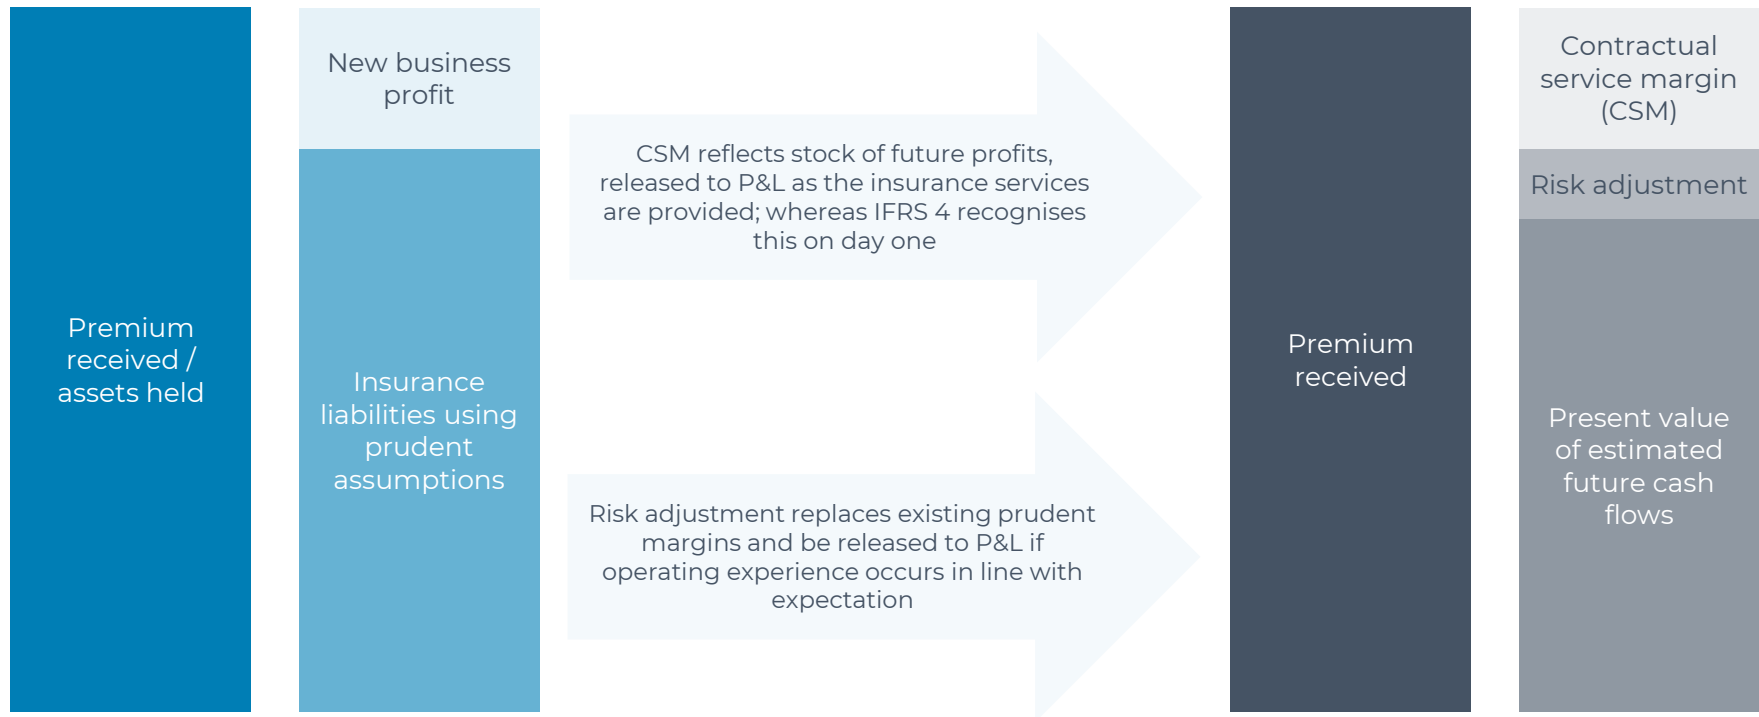 Premium
received /
assets held
New business
profit
Insurance
liabilities using
prudent
assumptions
CSM reflects stock of future profits,
released to P&L as the insurance services
are provided; whereas IFRS 4 recognises
this on day one
Risk adjustment replaces existing prudent
margins and be released to P&L if
operating experience occurs in line with
expectation
Premium
received
Contractual
service margin
(CSM)
Risk adjustment
Present value
of estimated
future cash
flows